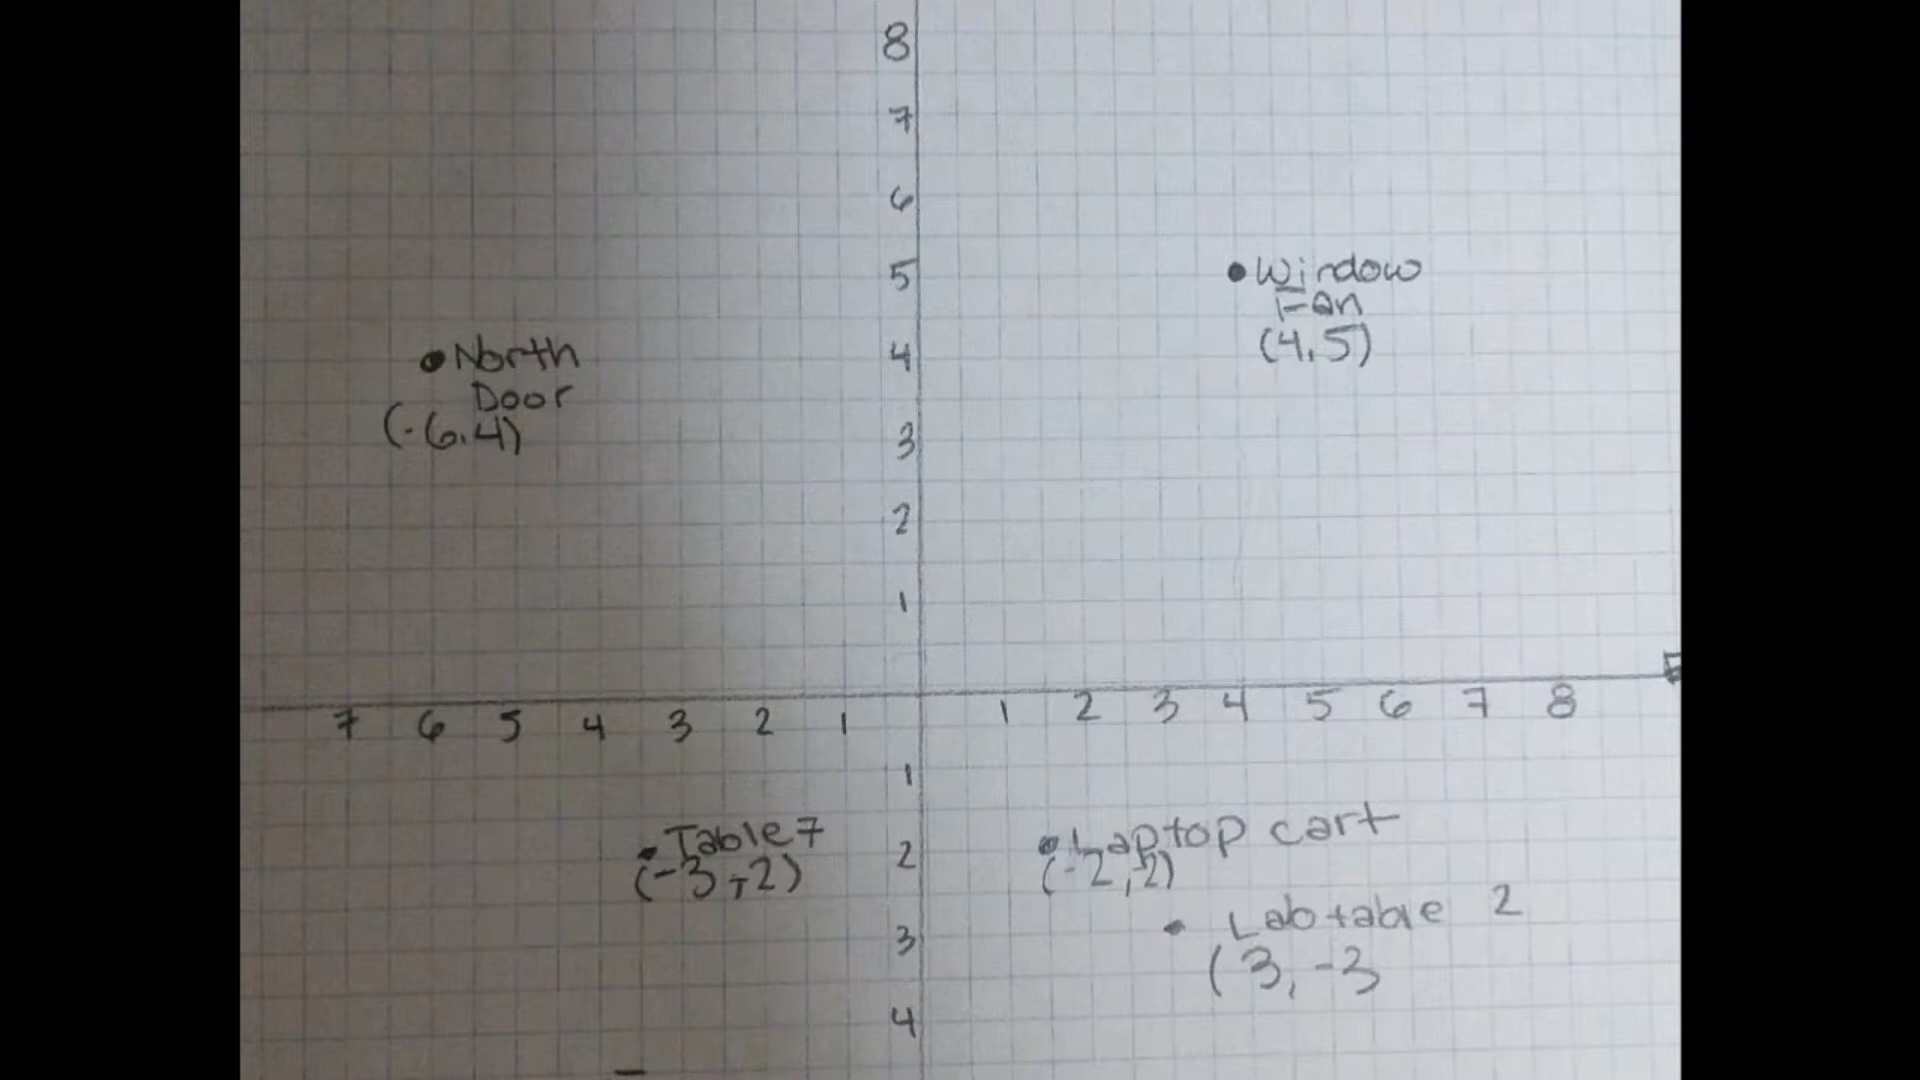 8
7
6
5
Window
Fan
(4,5)
North
Door
(-6.4)
4
3
2
1
7 6 5 4 3 2 1
1 2 3 4 5 6 7 8
1
Table 7
(-3,-2)
2
Laptop cart
(-2,-2)
3
Lab table 2
(3,-3
4